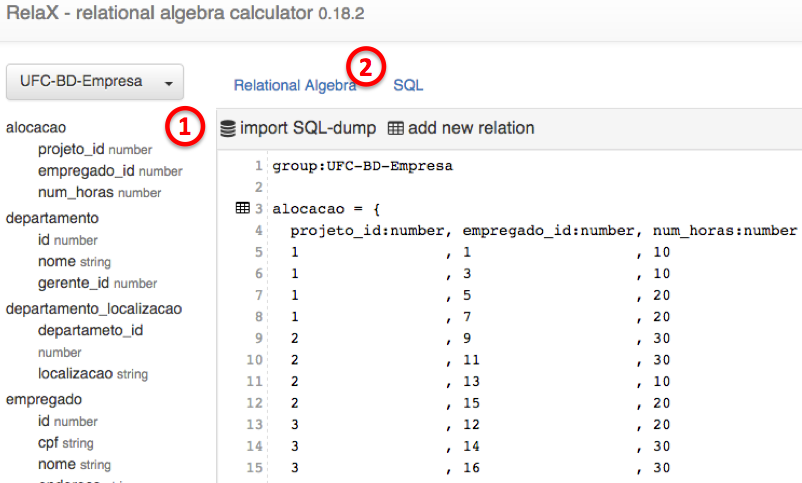 RelaX - relational algebra calculator 0.18.2
UFC-BD-Empresa
Relational Algebra
2
SQL
1
import SQL-dump
add new relation
alocacao
projeto_id number
empregado_id number
num_horas number
departamento
id number
nome string
gerente_id number
departamento_localizacao
departameto_id
number
localizacao string
empregado
id number
cpf string
nome string
1 group:UFC-BD-Empresa
2
3 alocacao = {
4 projeto_id:number, empregado_id:number, num_horas:number
5 1 , 1 , 10
6 1 , 3 , 10
7 1 , 5 , 20
8 1 , 7 , 20
9 2 , 9 , 30
10 2 , 11 , 30
11 2 , 13 , 10
12 2 , 15 , 20
13 3 , 12 , 20
14 3 , 14 , 30
15 3 , 16 , 30